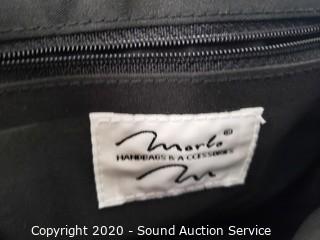 Marlo®
HANDBAGS & ACCESSORIES
m
Copyright 2020 - Sound Auction Service